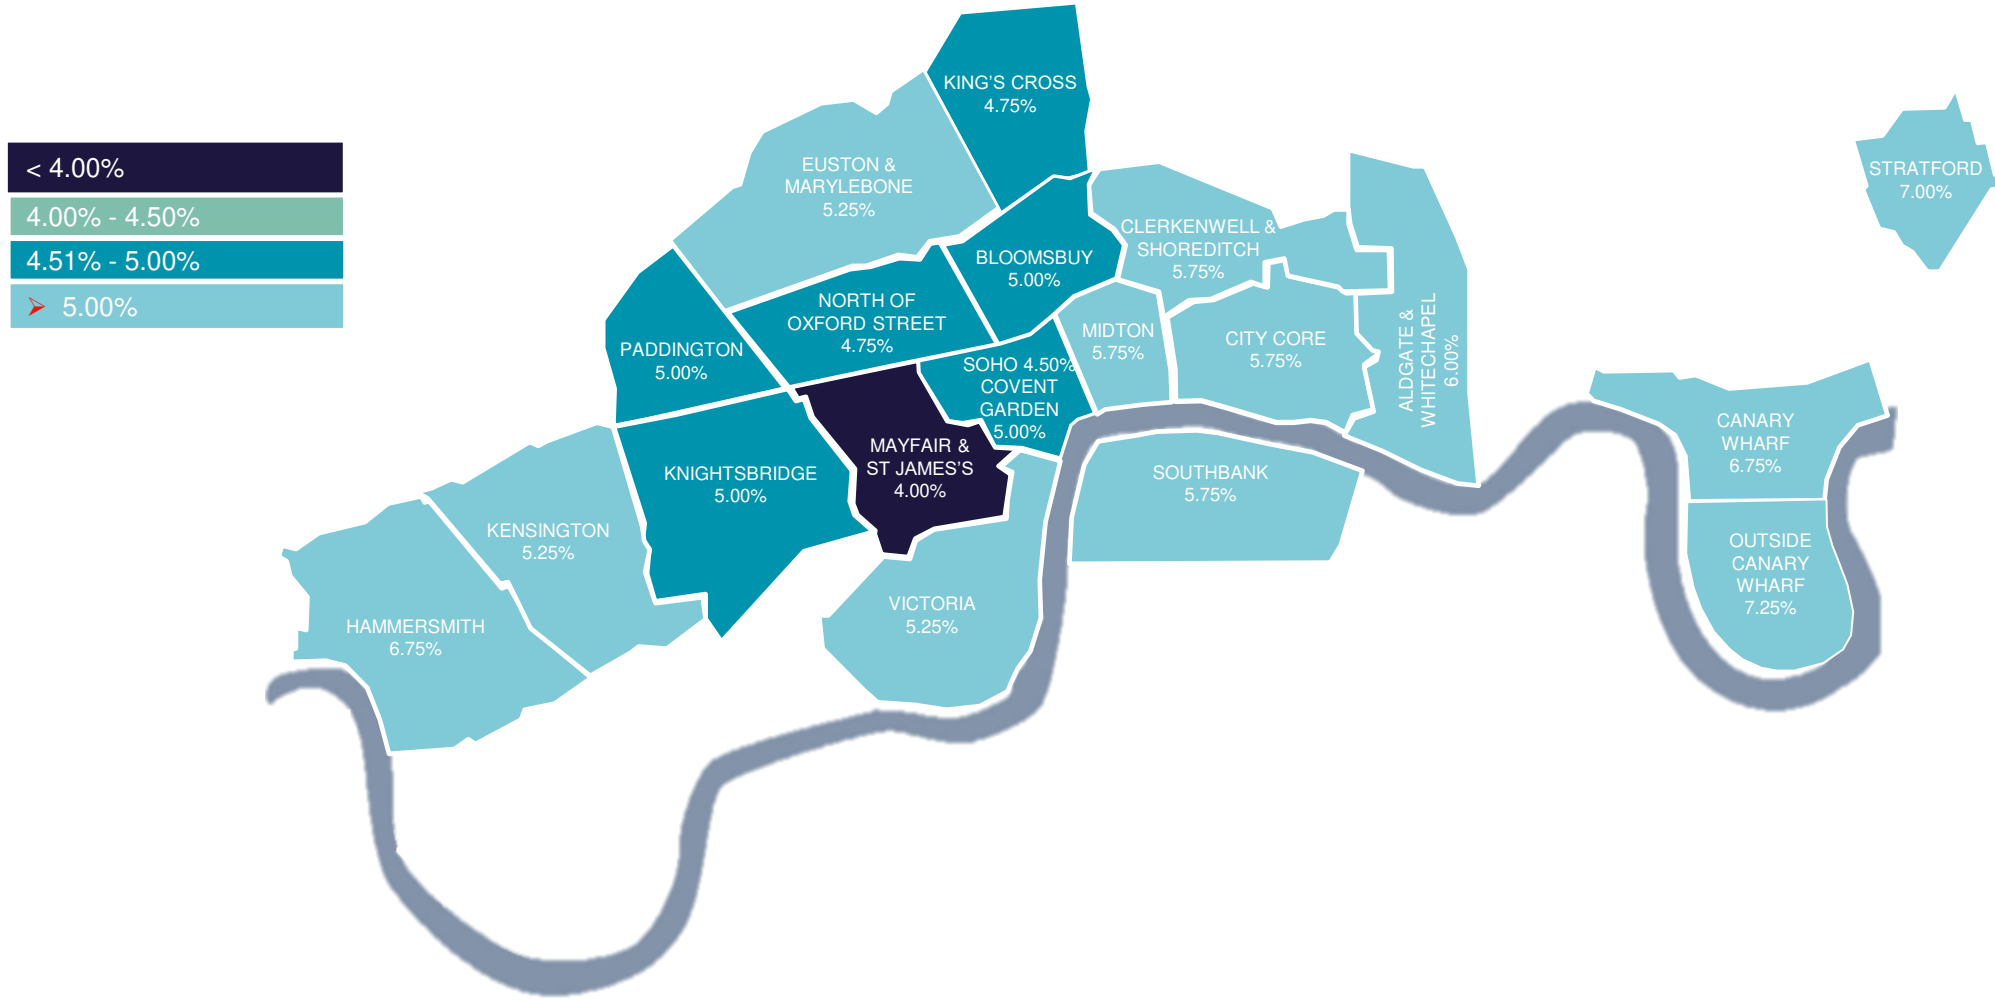 < 4.00%
4.00% - 4.50%
4.51% - 5.00%
➢ 5.00%
KING'S CROSS
4.75%
EUSTON &
MARYLEBONE
5.25%
STRATFORD
7.00%
CLERKENWELL &
SHOREDITCH
5.75%
BLOOMSBUY
5.00%
NORTH OF
OXFORD STREET
4.75%
PADDINGTON
5.00%
MIDTON
5.75%
CITY CORE
5.75%
ALDGATE &
WHITECHAPEL
6.00%
SOHO 4.50%
COVENT
GARDEN
5.00%
MAYFAIR &
ST JAMES'S
4.00%
KNIGHTSBRIDGE
5.00%
SOUTHBANK
5.75%
CANARY
WHARF
6.75%
KENSINGTON
5.25%
OUTSIDE
CANARY
WHARF
7.25%
VICTORIA
5.25%
HAMMERSMITH
6.75%